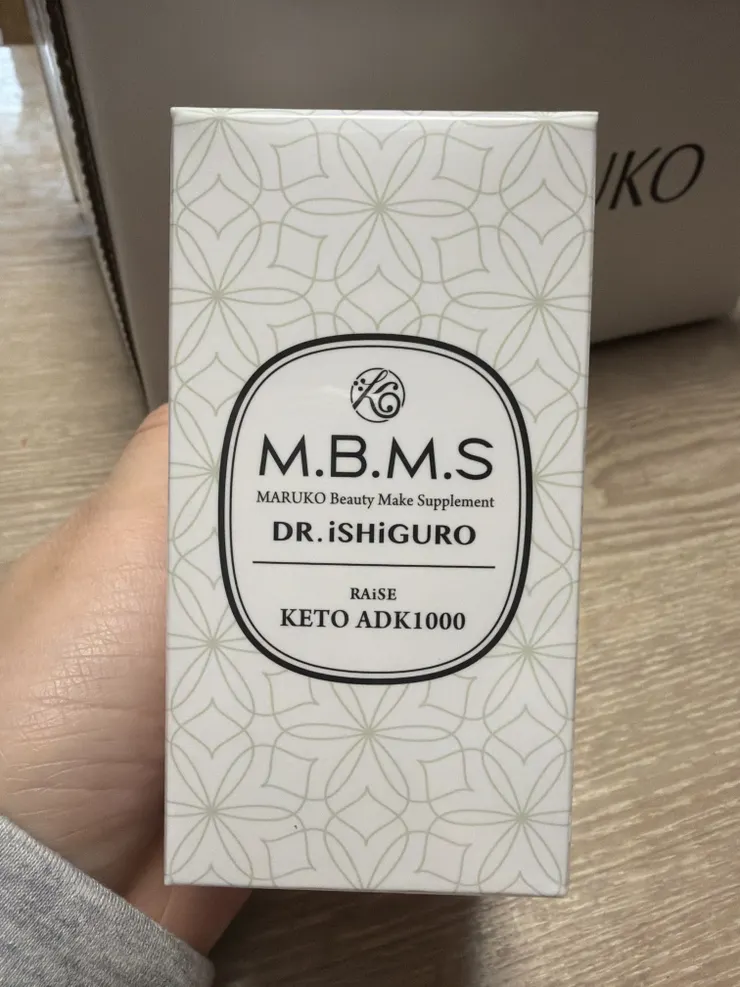 UKO
M.B.M.S
MARUKO Beauty Make Supplement
DR. iSHiGURO
RAiSE
KETO ADK1000